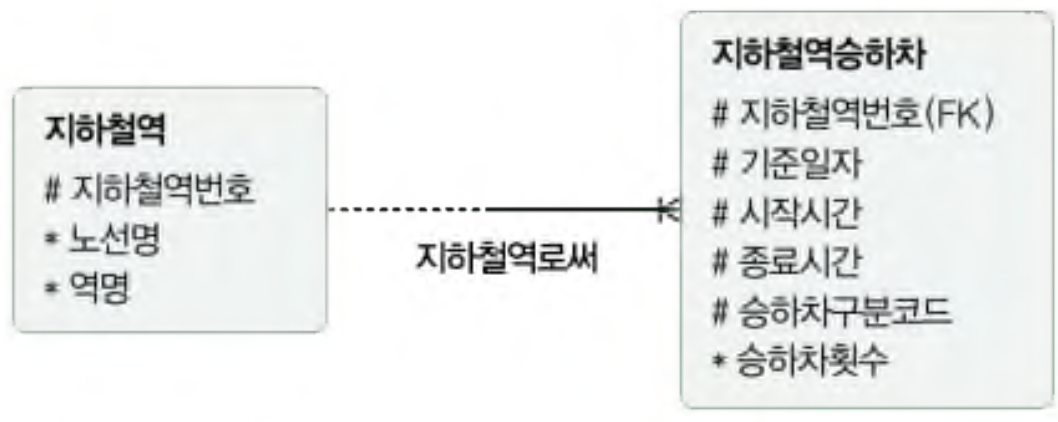 지하철역
# 지하철역번호
* 노선명
* 역명
지하철역로써
지하철역승하차
# 지하철역번호(FK)
# 기준일자
# 시작시간
# 종료시간
# 승하차구분코드
* 승하차횟수